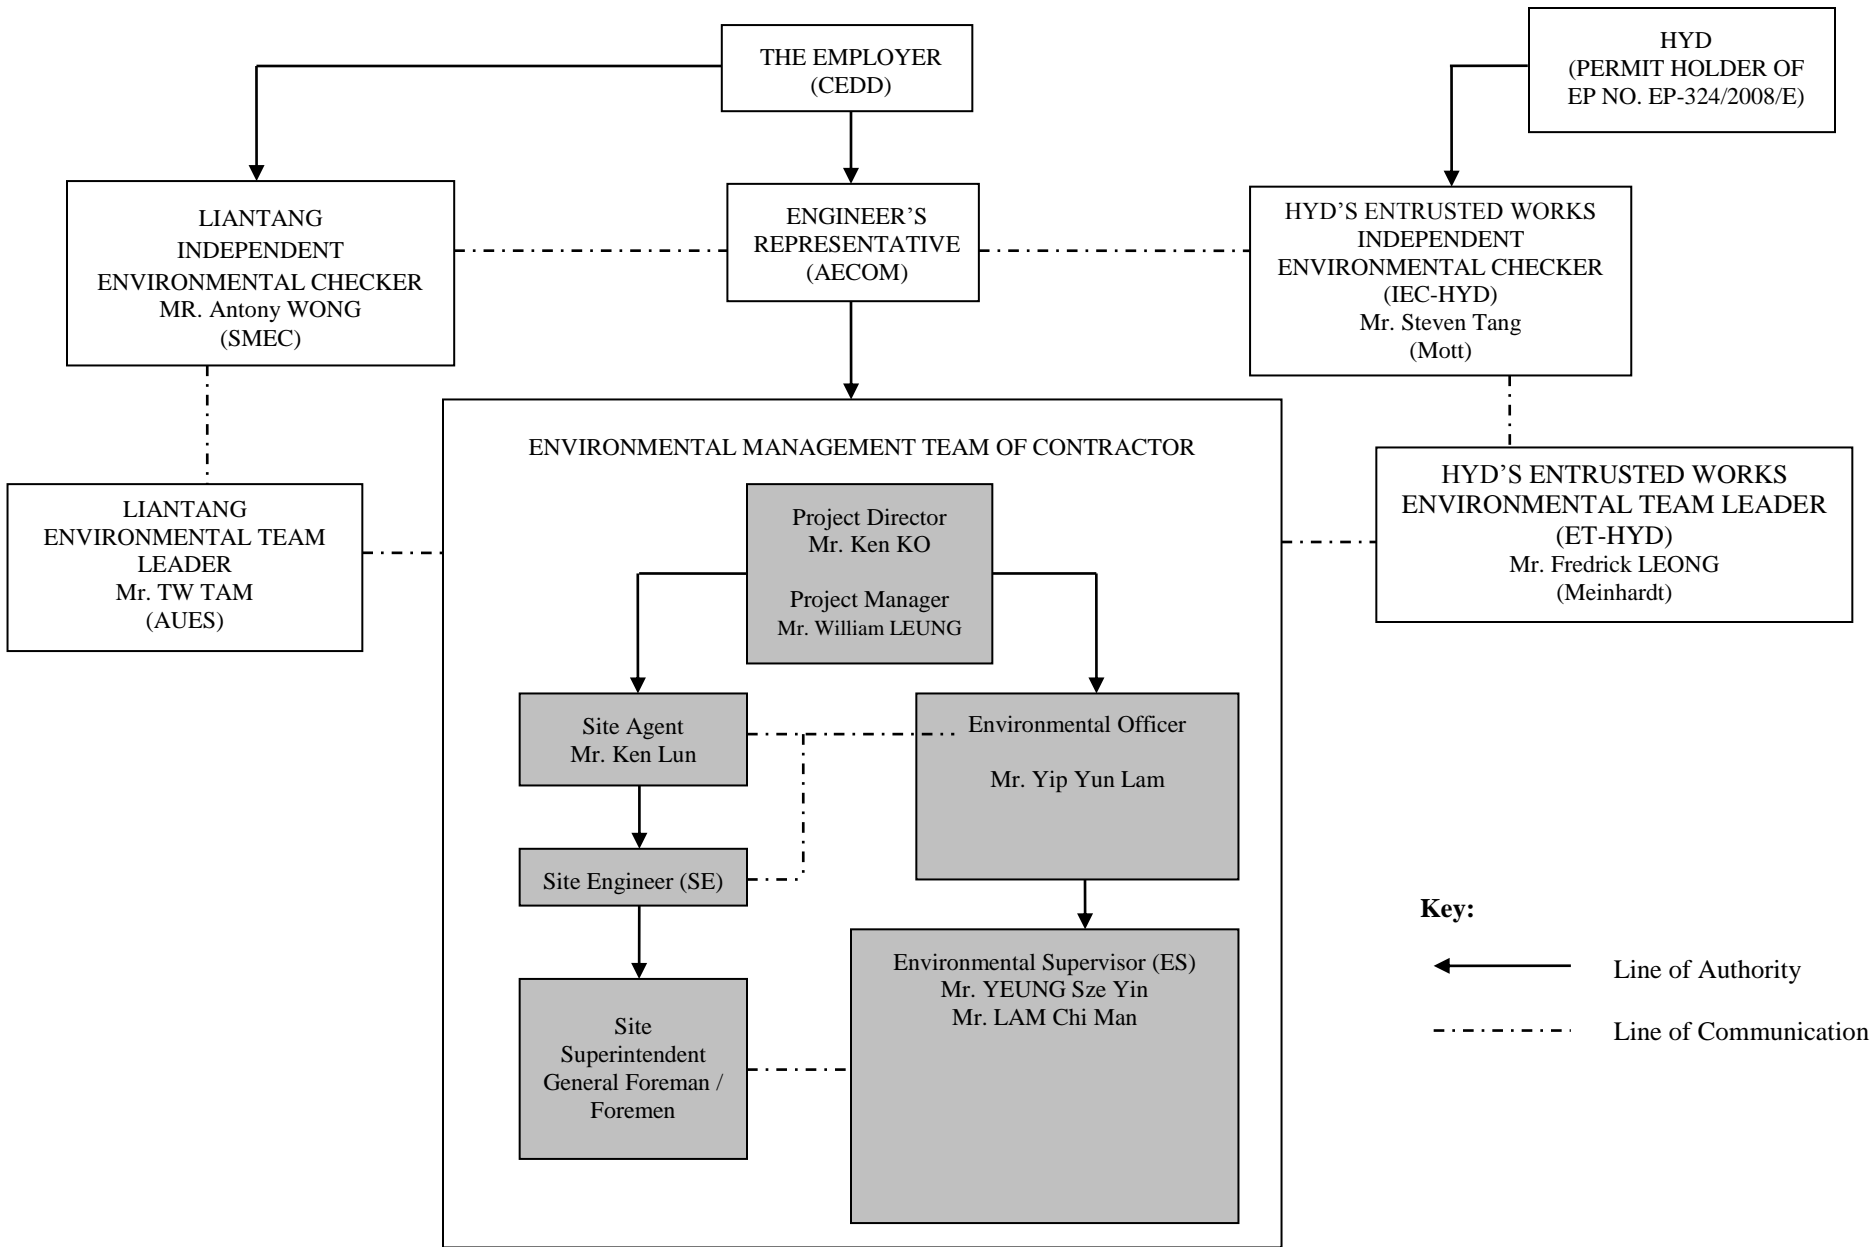 THE EMPLOYER
(CEDD)
HYD
(PERMIT HOLDER OF
EP NO. EP-324/2008/E)
LIANTANG
INDEPENDENT
ENVIRONMENTAL CHECKER
MR. Antony WONG
(SMEC)
ENGINEER’S
REPRESENTATIVE
(AECOM)
HYD’S ENTRUSTED WORKS
INDEPENDENT
ENVIRONMENTAL CHECKER
(IEC-HYD)
Mr. Steven Tang
(Mott)
LIANTANG
ENVIRONMENTAL TEAM
LEADER
Mr. TW TAM
(AUES)
ENVIRONMENTAL MANAGEMENT TEAM OF CONTRACTOR
HYD’S ENTRUSTED WORKS
ENVIRONMENTAL TEAM LEADER
(ET-HYD)
Mr. Fredrick LEONG
(Meinhardt)
Project Director
Mr. Ken KO
Project Manager
Mr. William LEUNG
Site Agent
Mr. Ken Lun
Environmental Officer
Mr. Yip Yun Lam
Site Engineer (SE)
Environmental Supervisor (ES)
Mr. YEUNG Sze Yin
Mr. LAM Chi Man
Site
Superintendent
General Foreman /
Foremen
Key:
Line of Authority
Line of Communication